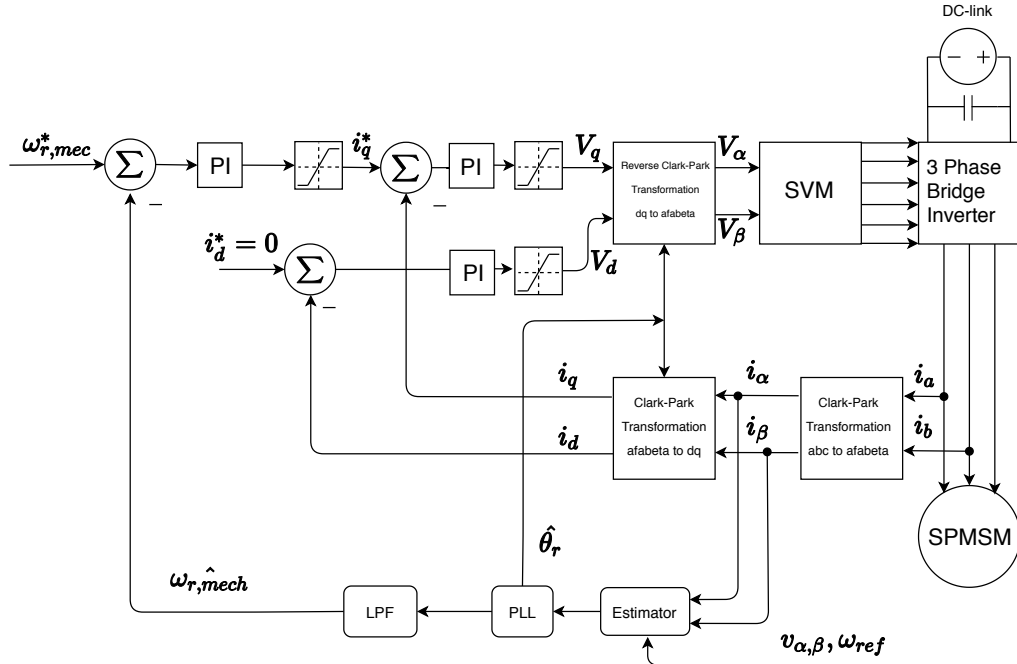 DC-link
− +
ω*r,mec
Σ
−
PI
i*q
Σ
−
PI
Vq
Reverse Clark-Park
Transformation
dq to afabeta
Vα
Vβ
SVM
3 Phase
Bridge
Inverter
i*d = 0
Σ
−
PI
Vd
iq
id
Clark-Park
Transformation
afabeta to dq
iα
iβ
Clark-Park
Transformation
abc to afabeta
ia
ib
SPMSM
θ̂r
ωr,m̂ech
LPF
PLL
Estimator
vα,β, ωref